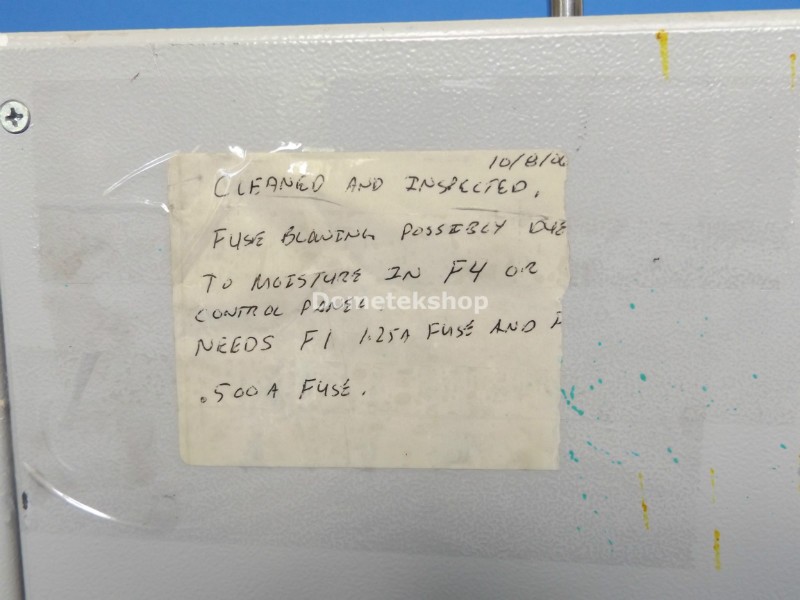 10/8/06
CLEANED AND INSPECTED.
FUSE BLOWING POSSIBLY DUE
TO MOISTURE IN F4 OR
Dometekshop
CONTROL PANEL.
NEEDS F1 1.25A FUSE AND
.500A FUSE.